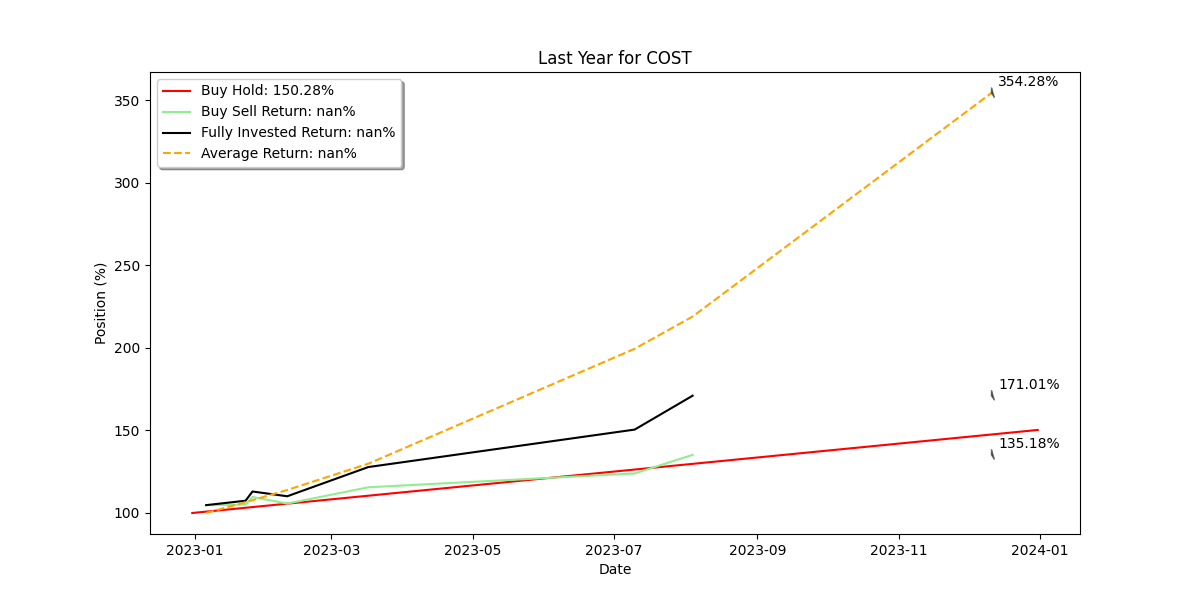 Last Year for COST
Buy Hold: 150.28%
Buy Sell Return: nan%
Fully Invested Return: nan%
Average Return: nan%
354.28%
171.01%
135.18%
Position (%)
350
300
250
200
150
100
2023-01
2023-03
2023-05
2023-07
2023-09
2023-11
2024-01
Date